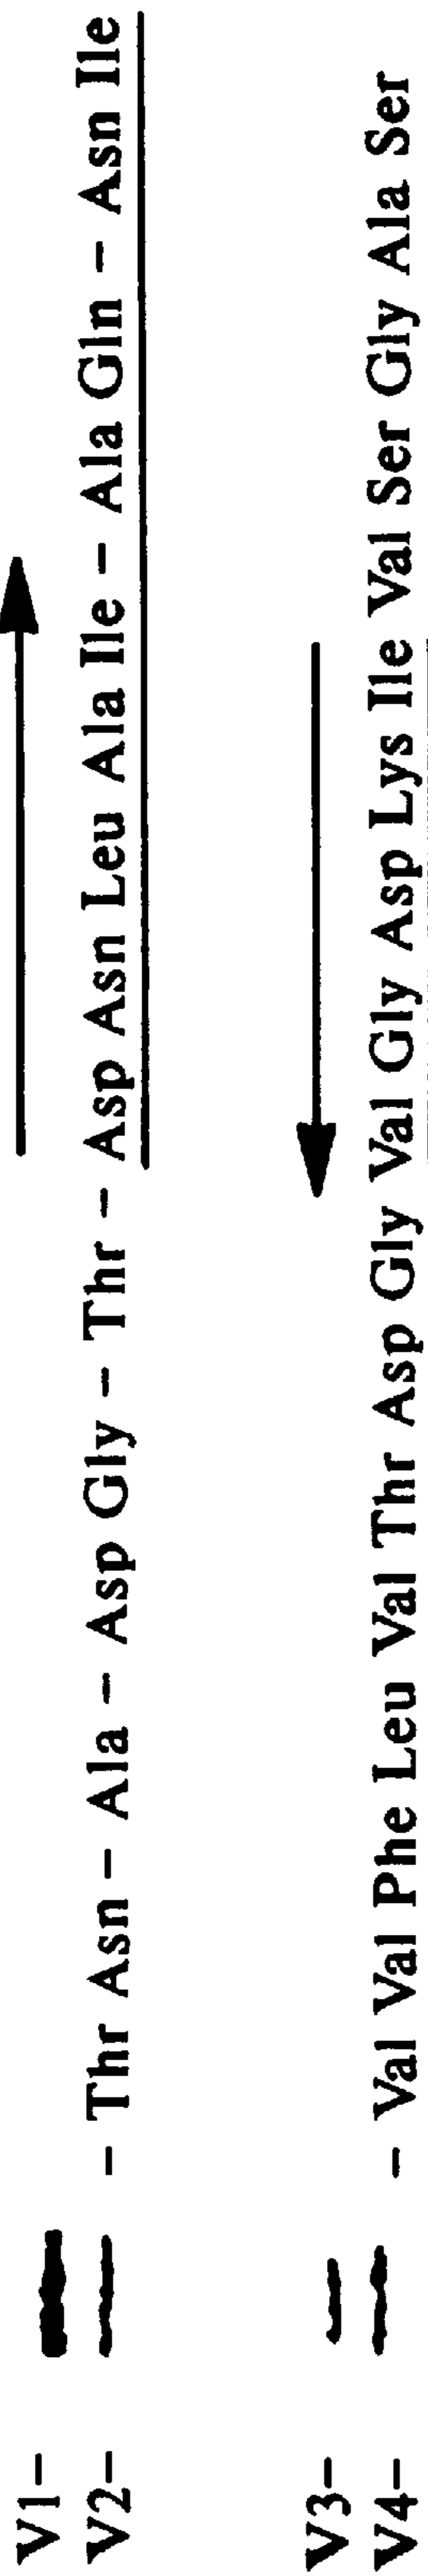 V1-
V2- - Thr Asn - Ala - Asp Gly - Thr - Asp Asn Leu Ala Ile - Ala Gln - Asn Ile
V3-
V4- - Val Val Phe Leu Val Thr Asp Gly Val Gly Asp Lys Ile Val Ser Gly Ala Ser